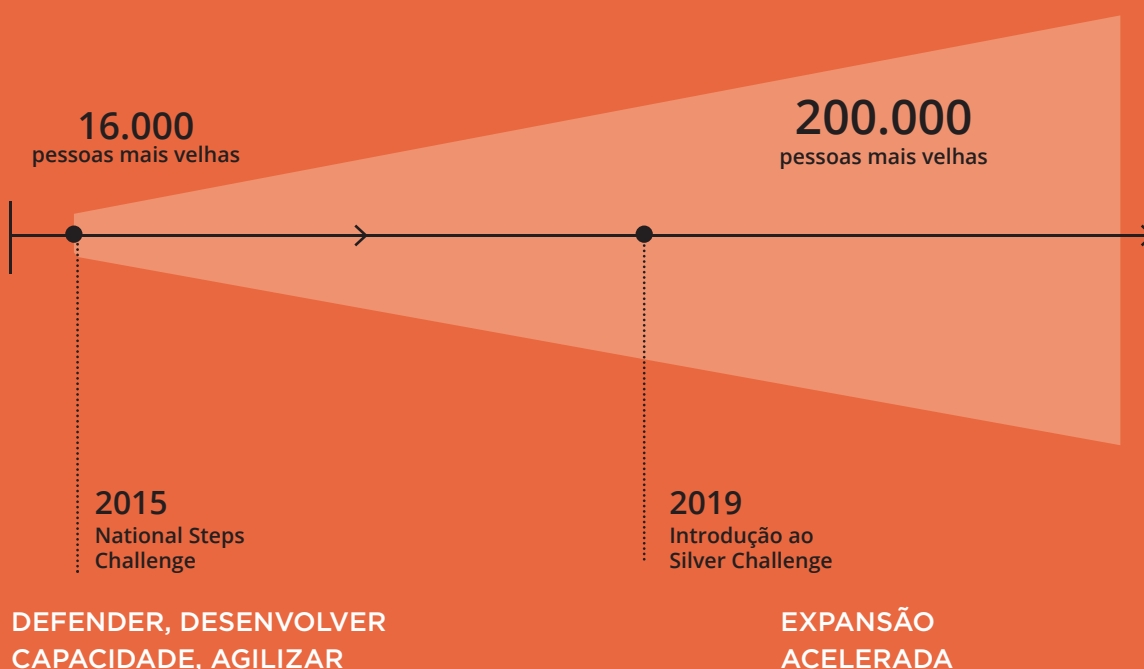 16.000
pessoas mais velhas
200.000
pessoas mais velhas
2015
National Steps
Challenge
2019
Introdução ao
Silver Challenge
DEFENDER, DESENVOLVER
CAPACIDADE, AGILIZAR
EXPANSÃO
ACELERADA